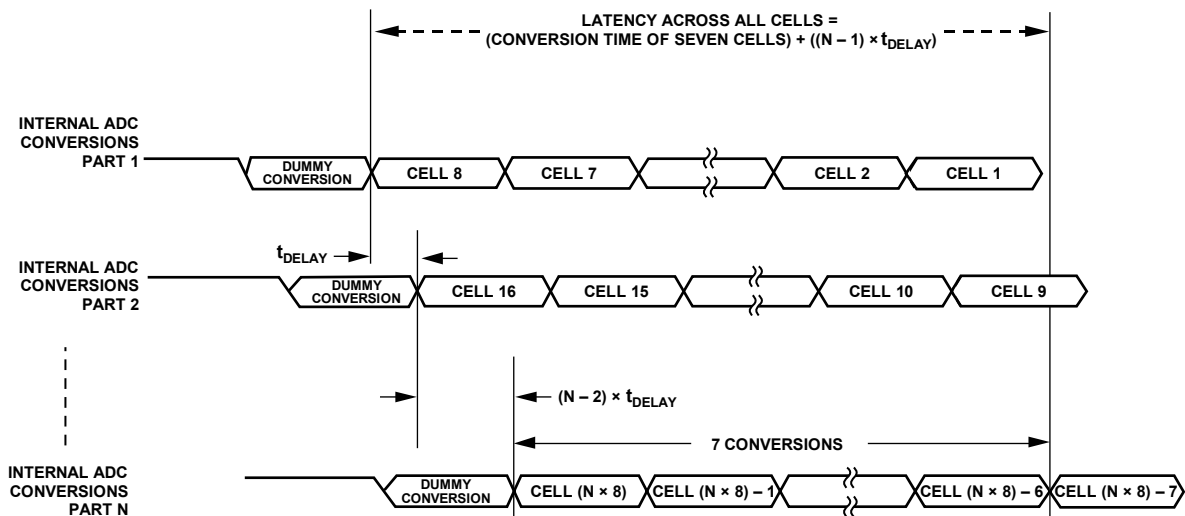 LATENCY ACROSS ALL CELLS =
(CONVERSION TIME OF SEVEN CELLS) + ((N – 1) × tDELAY)
INTERNAL ADC
CONVERSIONS
PART 1
DUMMY
CONVERSION
CELL 8
CELL 7
CELL 2
CELL 1
tDELAY
INTERNAL ADC
CONVERSIONS
PART 2
DUMMY
CONVERSION
CELL 16
CELL 15
CELL 10
CELL 9
(N – 2) × tDELAY
7 CONVERSIONS
INTERNAL ADC
CONVERSIONS
PART N
DUMMY
CONVERSION
CELL (N × 8)
CELL (N × 8) – 1
CELL (N × 8) – 6
CELL (N × 8) – 7